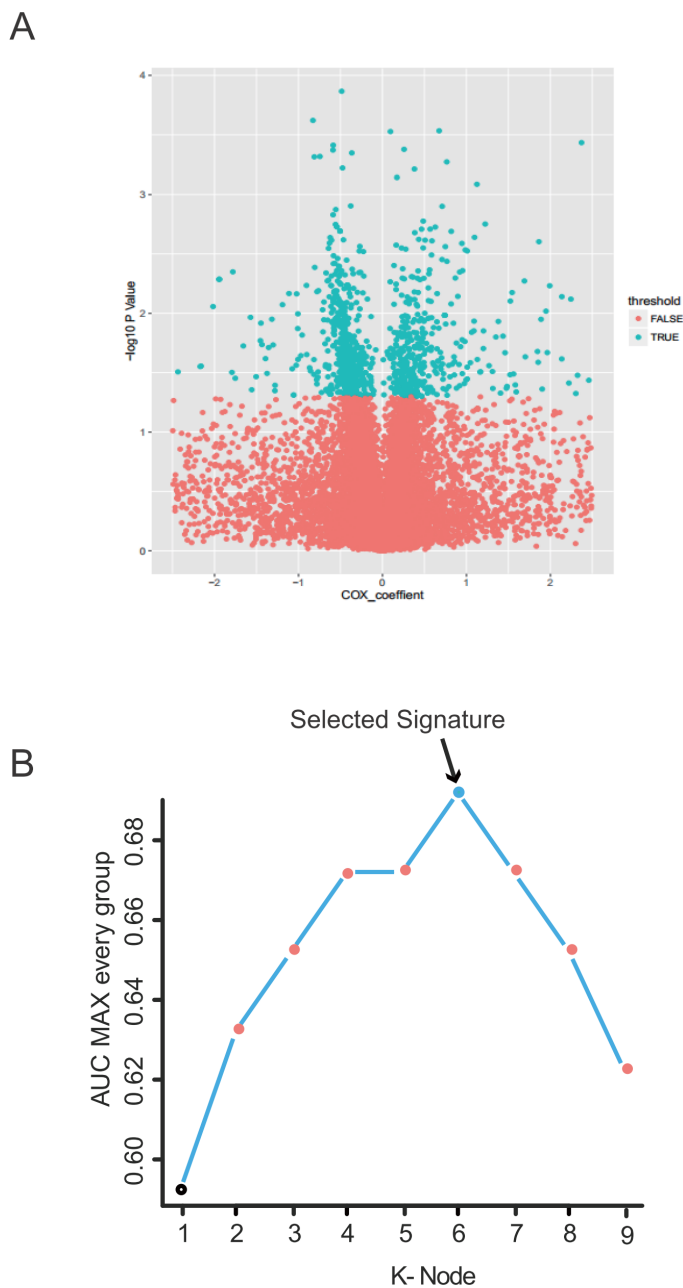 A
4
3
2
1
0
-log10 P Value
-2
-1
0
1
2
COX_coeffient
threshold
FALSE
TRUE
Selected Signature
B
0.68
0.66
0.64
0.62
0.60
AUC MAX every group
1 2 3 4 5 6 7 8 9
K- Node